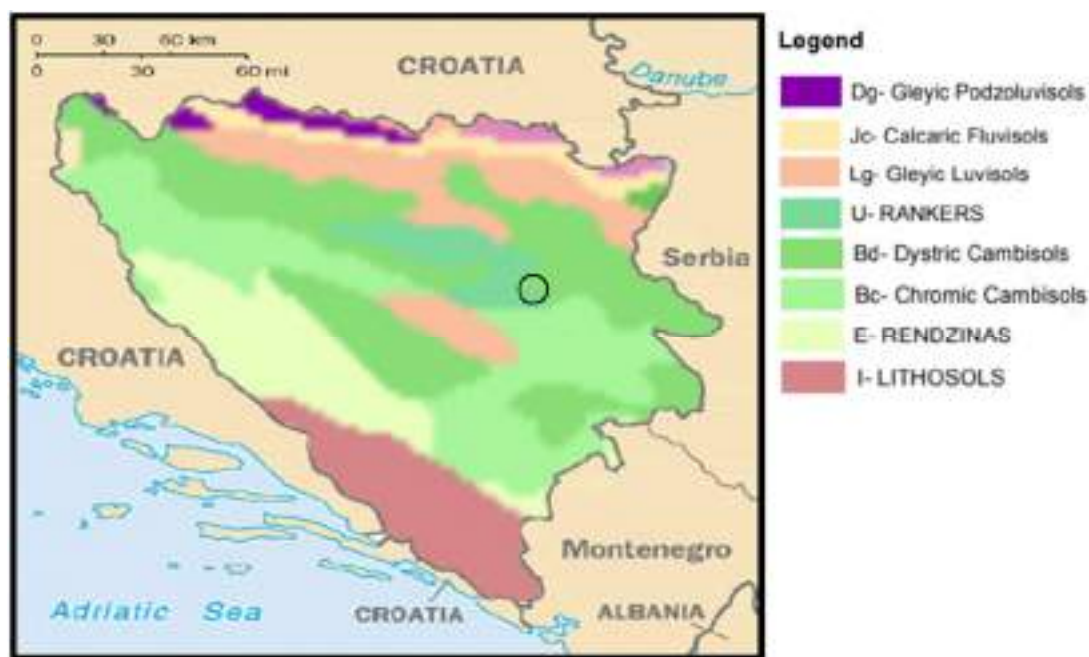 0 30 60 km
0 30 60 mi
CROATIA
Danube
Serbia
CROATIA
Montenegro
Adriatic Sea
CROATIA
ALBANIA
Legend
Dg- Gleyic Podzoluvisols
Jc- Calcaric Fluvisols
Lg- Gleyic Luvisols
U- RANKERS
Bd- Dystric Cambisols
Bc- Chromic Cambisols
E- RENDZINAS
I- LITHOSOLS